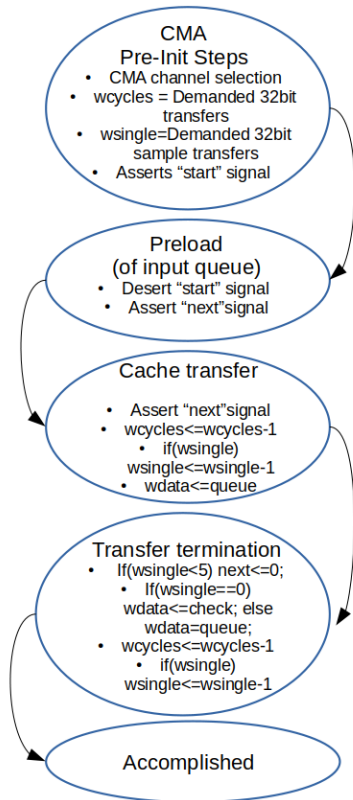 CMA
Pre-Init Steps
• CMA channel selection
• wcycles = Demanded 32bit
transfers
• wsingle=Demanded 32bit
sample transfers
• Asserts “start” signal
Preload
(of input queue)
• Desert “start” signal
• Assert “next”signal
Cache transfer
• Assert “next”signal
• wcycles<=wcycles-1
• if(wsingle)
wsingle<=wsingle-1
• wdata<=queue
Transfer termination
• If(wsingle<5) next<=0;
• If(wsingle==0)
wdata<=check; else
wdata=queue;
• wcycles<=wcycles-1
• if(wsingle)
wsingle<=wsingle-1
Accomplished